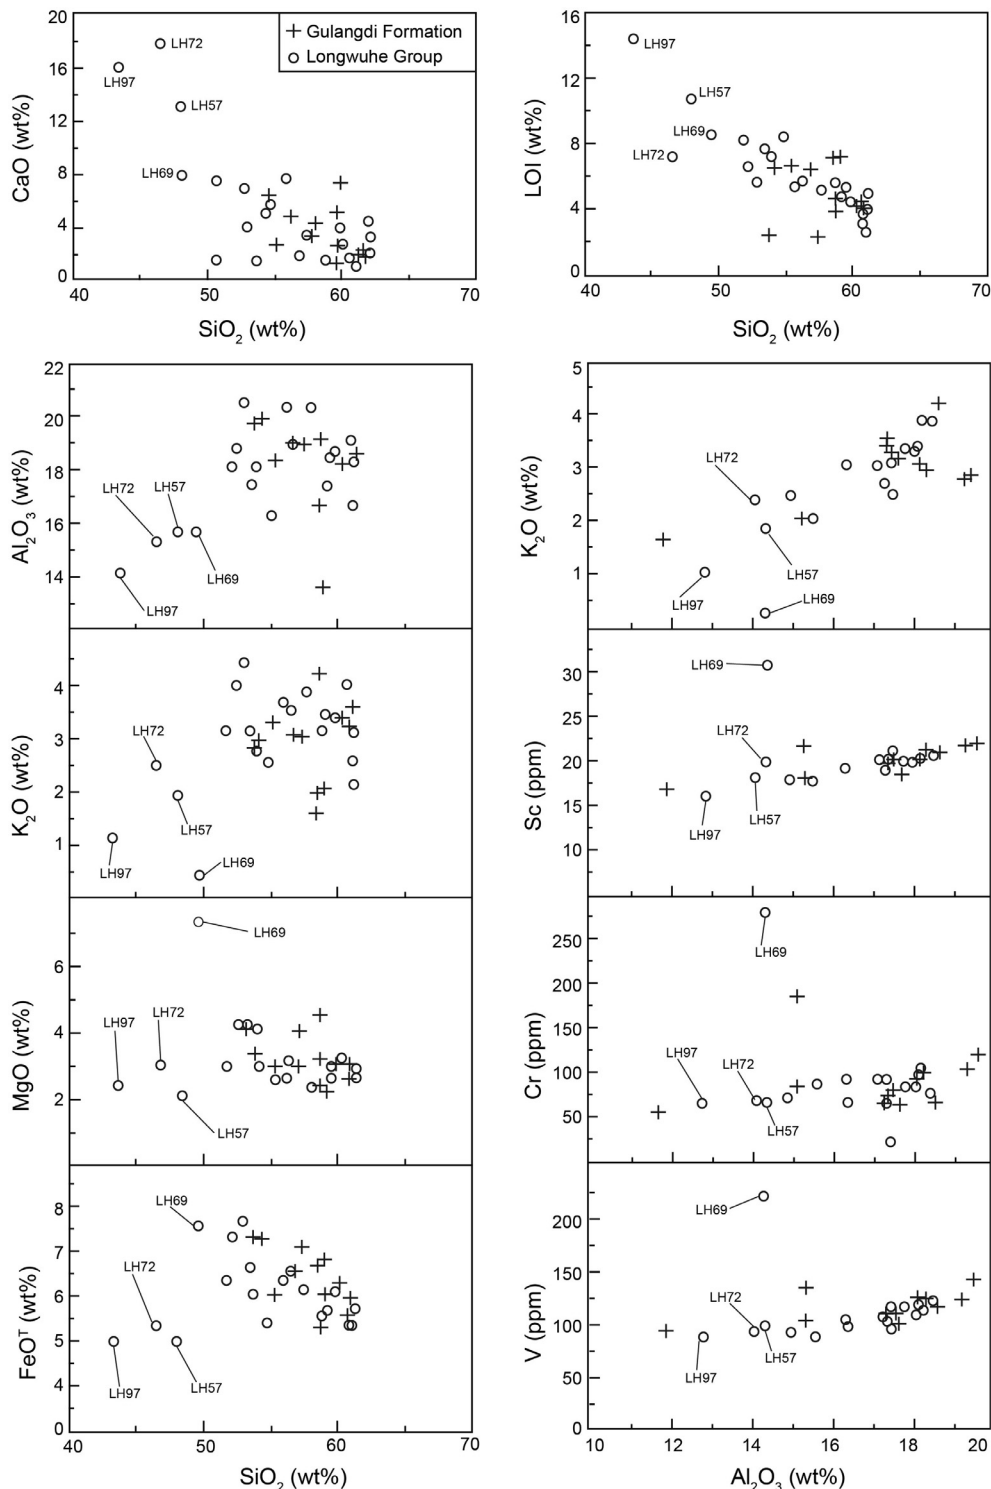 CaO (wt%)
20
16
12
8
4
0
LH72
LH97
LH57
LH69
+ Gulangdi Formation
○ Longwuhe Group
40
50
60
70
SiO₂ (wt%)
LOI (wt%)
16
12
8
4
0
LH97
LH57
LH69
LH72
50
60
70
SiO₂ (wt%)
Al₂O₃ (wt%)
22
20
18
16
14
LH72
LH57
LH69
LH97
K₂O (wt%)
4
3
2
1
LH72
LH57
LH97
LH69
MgO (wt%)
6
4
2
LH69
LH97
LH72
LH57
FeOᵀ (wt%)
8
7
6
5
4
0
LH69
LH72
LH97
LH57
40
50
60
70
SiO₂ (wt%)
K₂O (wt%)
5
4
3
2
1
LH72
LH57
LH97
LH69
Sc (ppm)
30
25
20
15
10
LH69
LH72
LH97
LH57
Cr (ppm)
250
200
150
100
50
LH69
LH97
LH72
LH57
V (ppm)
200
150
100
50
0
LH69
LH72
LH57
LH97
10
12
14
16
18
20
Al₂O₃ (wt%)